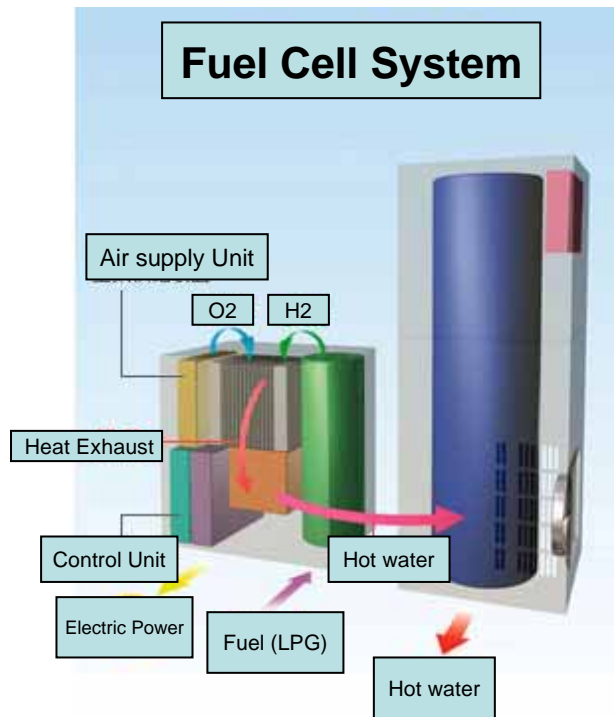 Fuel Cell System
Air supply Unit
O2
H2
Heat Exhaust
Control Unit
Hot water
Electric Power
Fuel (LPG)
Hot water